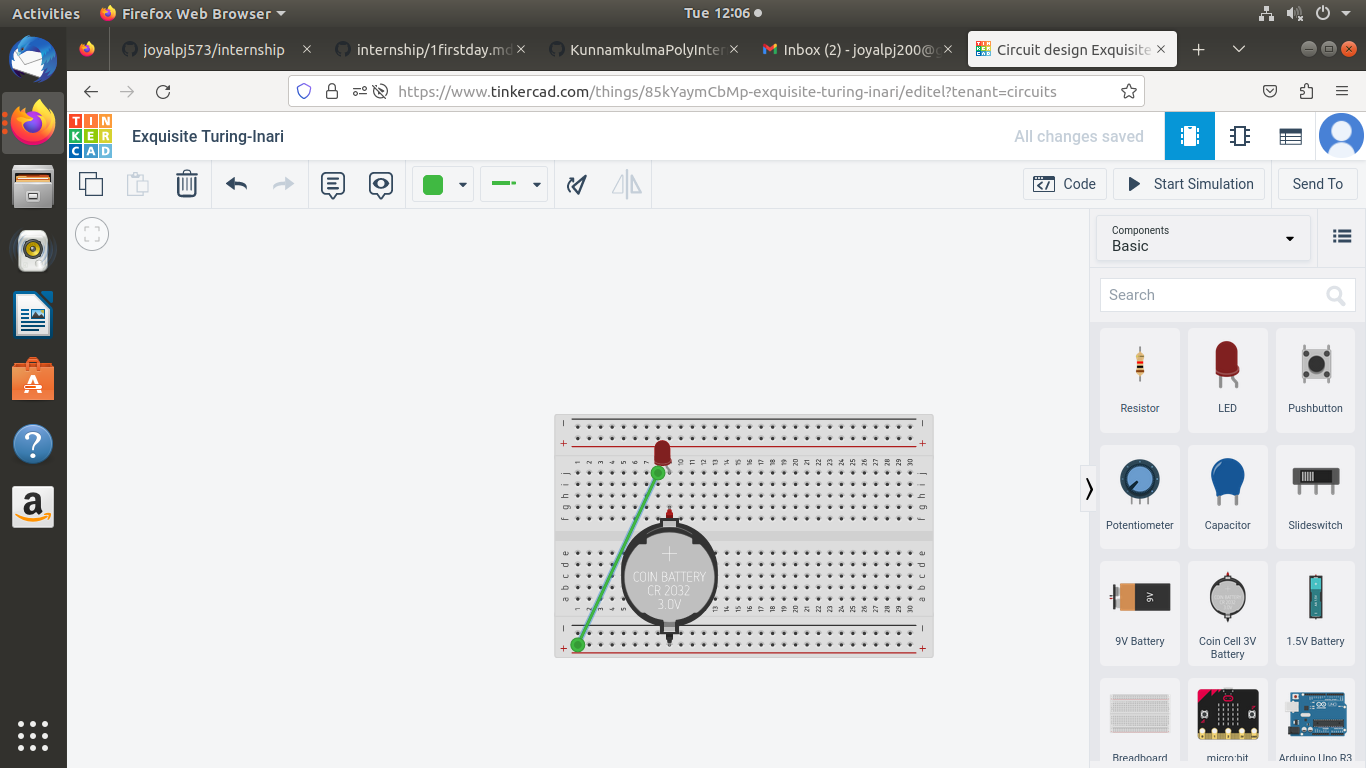 Activities
Firefox Web Browser
Tue 12:06
joyalpj573/internship
internship/1firstday.md
KunnamkulmaPolyInter
Inbox (2) - joyalpj200@g
Circuit design Exquisite
https://www.tinkercad.com/things/85kYaymCbMp-exquisite-turing-inari/editel?tenant=circuits
TIN
KER
CAD
Exquisite Turing-Inari
All changes saved
Code
Start Simulation
Send To
Components
Basic
Search
Resistor
LED
Pushbutton
Potentiometer
Capacitor
Slideswitch
9V
9V Battery
Coin Cell 3V
Battery
1.5V Battery
Breadboard
micro:bit
Arduino Uno R3
j j
i i
h h
g g
f f
e e
d d
c c
b b
a a
COIN BATTERY
CR 2032
3.0V